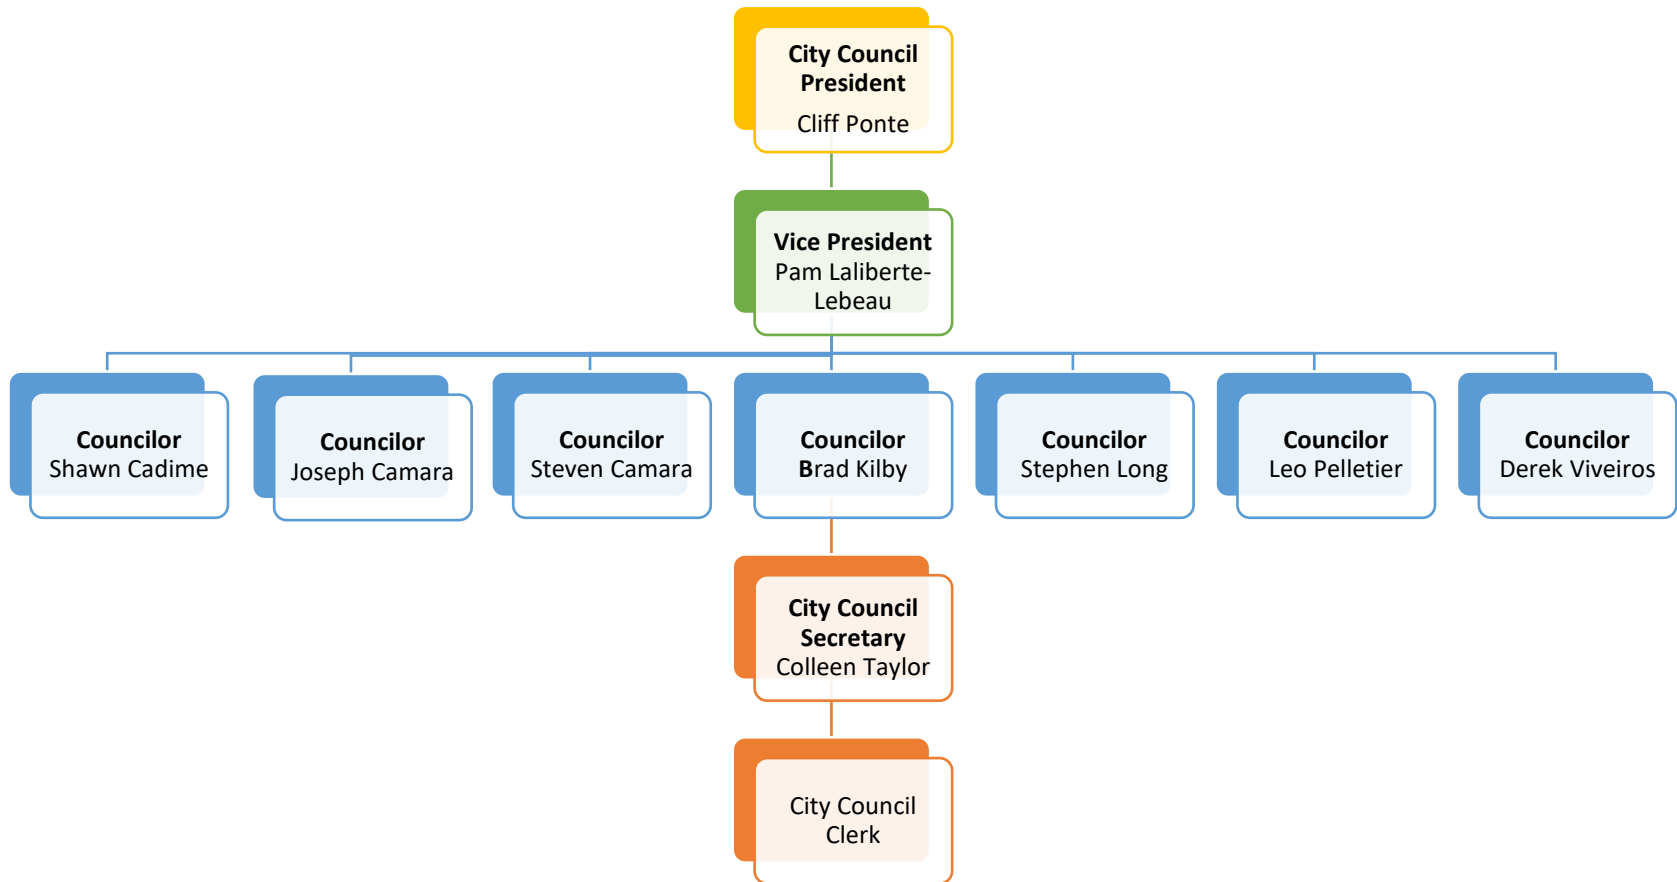 City Council
President
Cliff Ponte
Vice President
Pam Laliberte-
Lebeau
Councilor
Shawn Cadime
Councilor
Joseph Camara
Councilor
Steven Camara
Councilor
Brad Kilby
Councilor
Stephen Long
Councilor
Leo Pelletier
Councilor
Derek Viveiros
City Council
Secretary
Colleen Taylor
City Council
Clerk